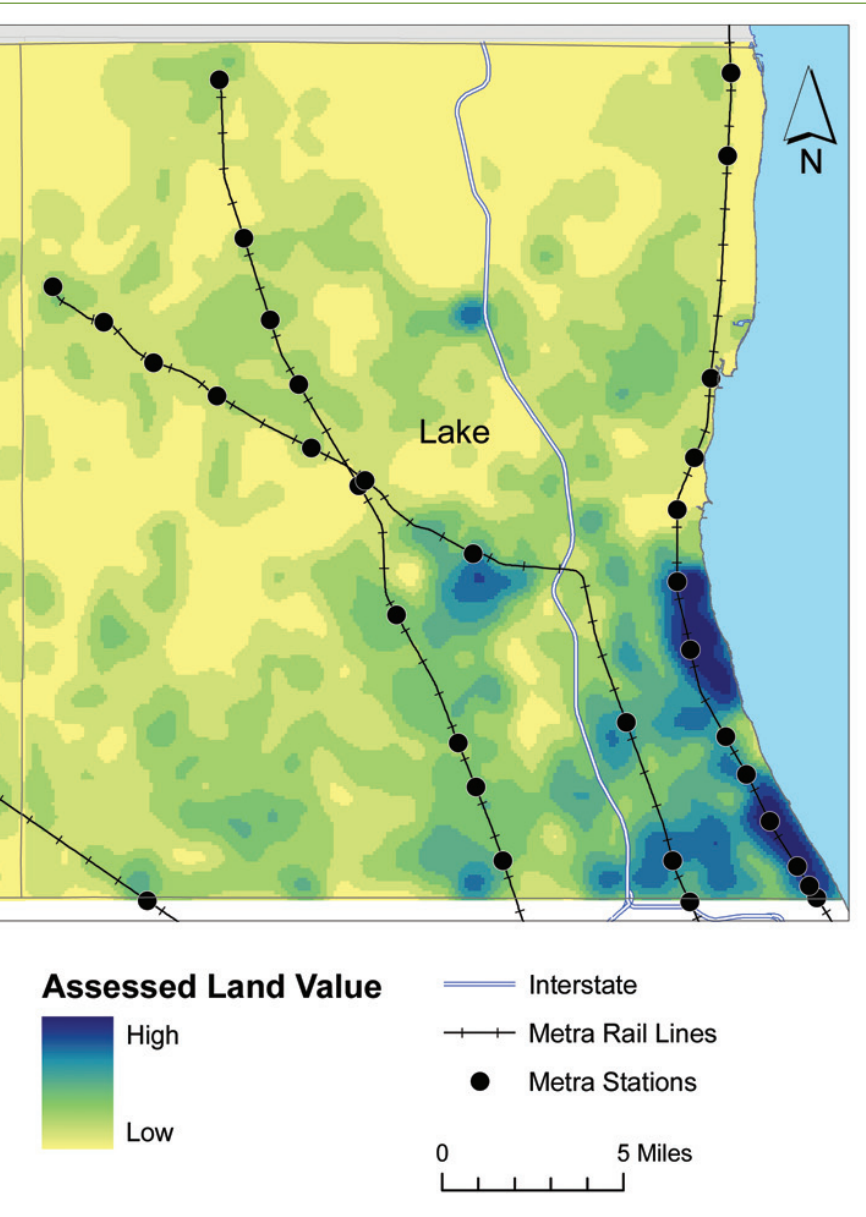 N
Lake
Assessed Land Value
High
Low
Interstate
Metra Rail Lines
Metra Stations
0 5 Miles